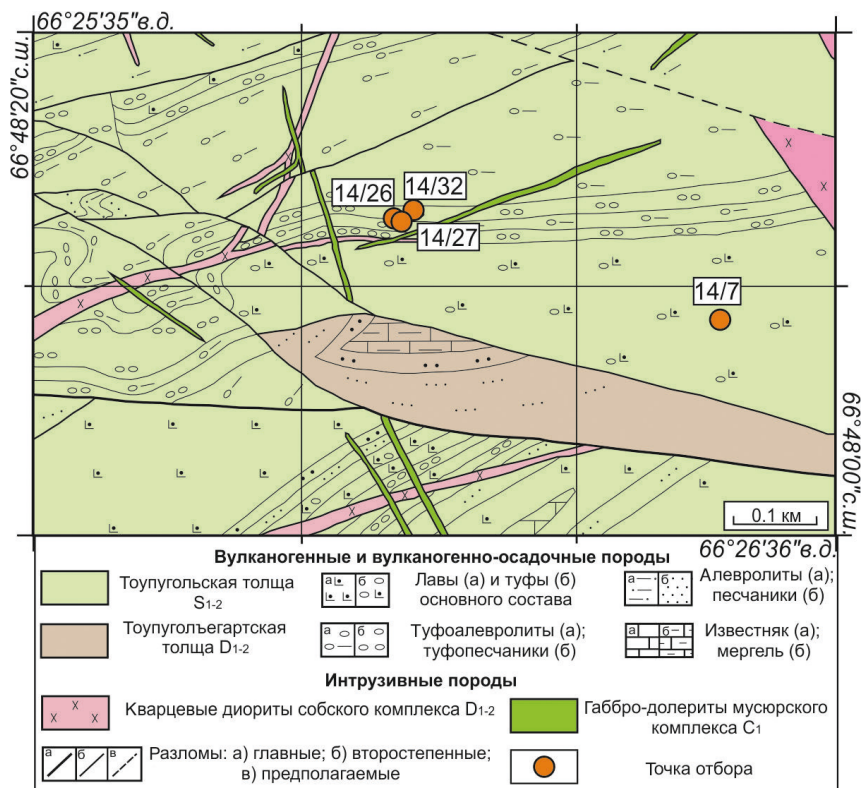 66°25'35"в.д.
66°48'20"с.ш.
14/26
14/32
14/27
14/7
66°48'00"с.ш.
0.1 км
66°26'36"в.д.
Вулканогенные и вулканогенно-осадочные породы
Тоупугольская толща
S1-2
а б
Лавы (а) и туфы (б)
основного состава
а б
Алевролиты (а);
песчаники (б)
Тоупуголъегартская
толща D1-2
а б
Туфоалевролиты (а);
туфопесчаники (б)
а б
Известняк (а);
мергель (б)
Интрузивные породы
Кварцевые диориты собского комплекса D1-2
Габбро-долериты мусюрского
комплекса C1
а б в
Разломы: а) главные; б) второстепенные;
в) предполагаемые
Точка отбора